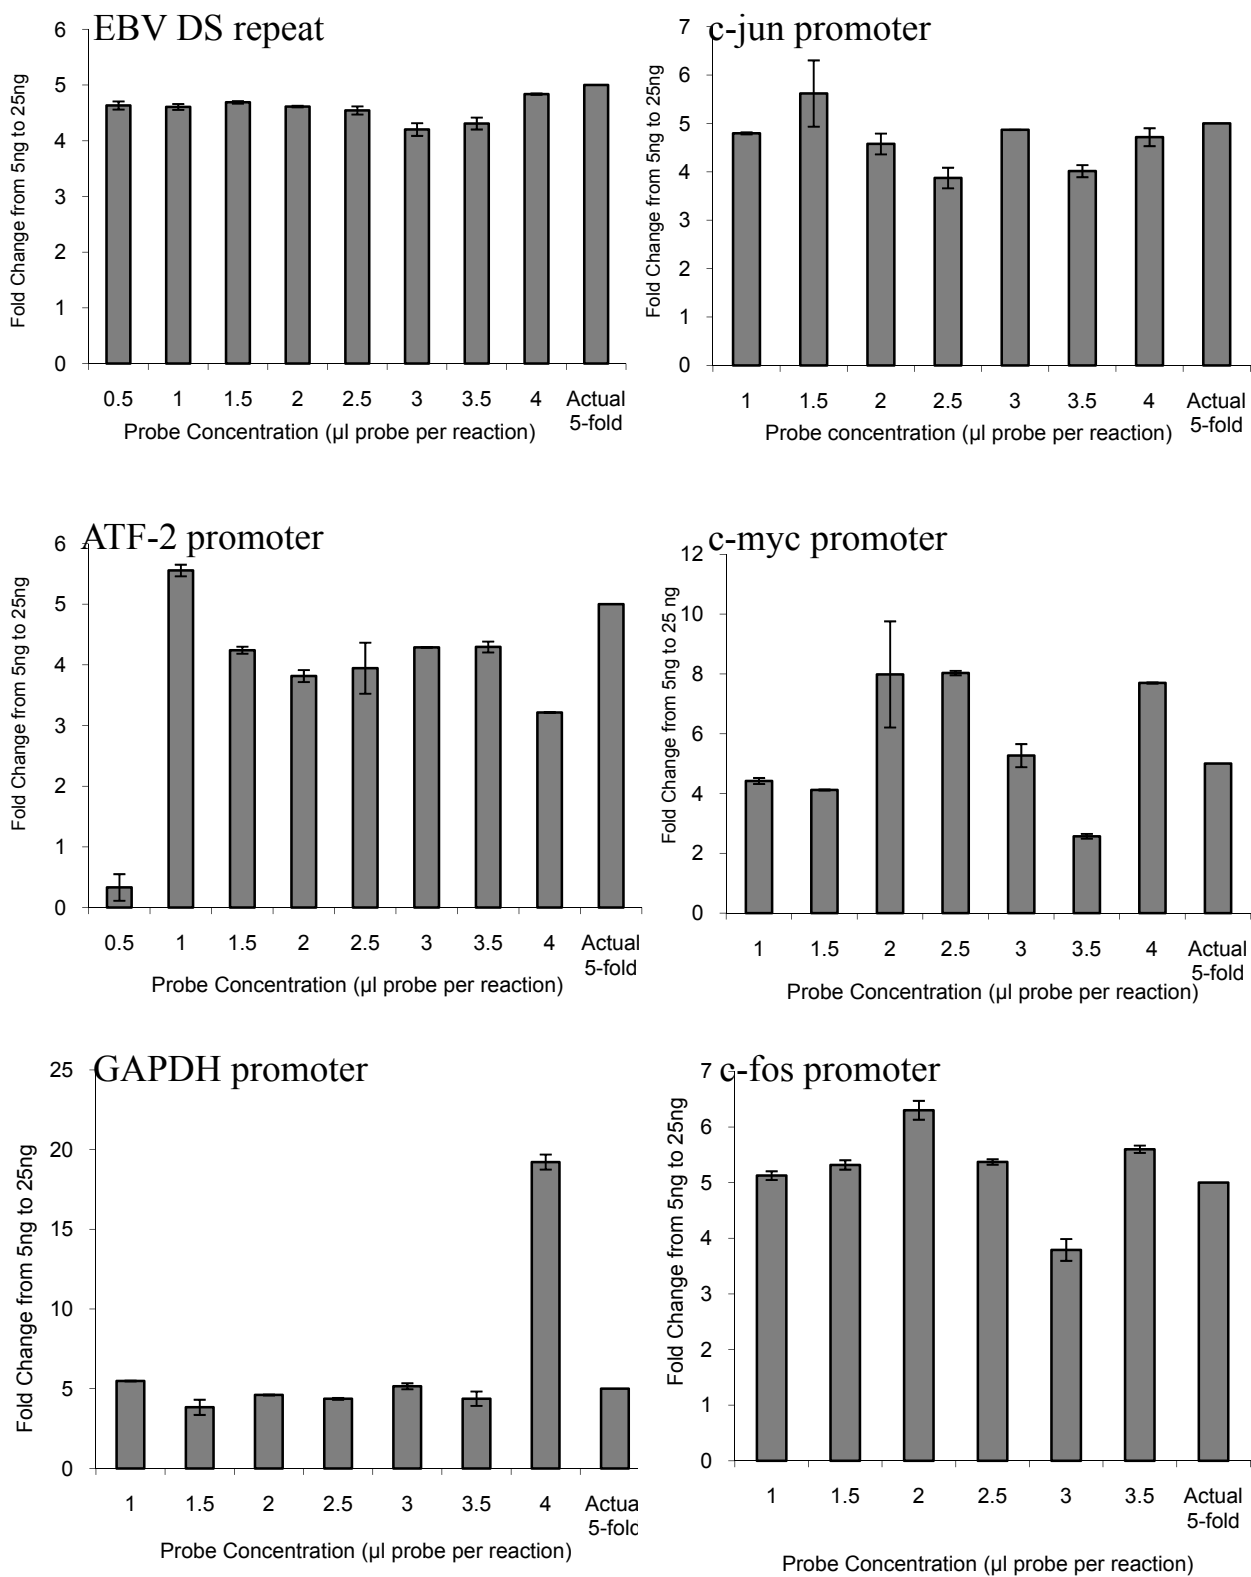 EBV DS repeat
Fold Change from 5ng to 25ng
6
5
4
3
2
1
0
0.5 1 1.5 2 2.5 3 3.5 4 Actual
5-fold
Probe Concentration (µl probe per reaction)
c-jun promoter
Fold Change from 5ng to 25ng
7
6
5
4
3
2
1
0
1 1.5 2 2.5 3 3.5 4 Actual
5-fold
Probe concentration (µl probe per reaction)
ATF-2 promoter
Fold Change from 5ng to 25ng
6
5
4
3
2
1
0
0.5 1 1.5 2 2.5 3 3.5 4 Actual
5-fold
Probe Concentration (µl probe per reaction)
c-myc promoter
Fold Change from 5ng to 25 ng
12
10
8
6
4
2
0
1 1.5 2 2.5 3 3.5 4 Actual
5-fold
Probe Concentration (µl probe per reaction)
GAPDH promoter
Fold Change from 5ng to 25ng
25
20
15
10
5
0
1 1.5 2 2.5 3 3.5 4 Actual
5-fold
Probe Concentration (µl probe per reaction)
c-fos promoter
Fold Change from 5ng to 25ng
7
6
5
4
3
2
1
0
1 1.5 2 2.5 3 3.5 Actual
5-fold
Probe Concentration (µl probe per reaction)